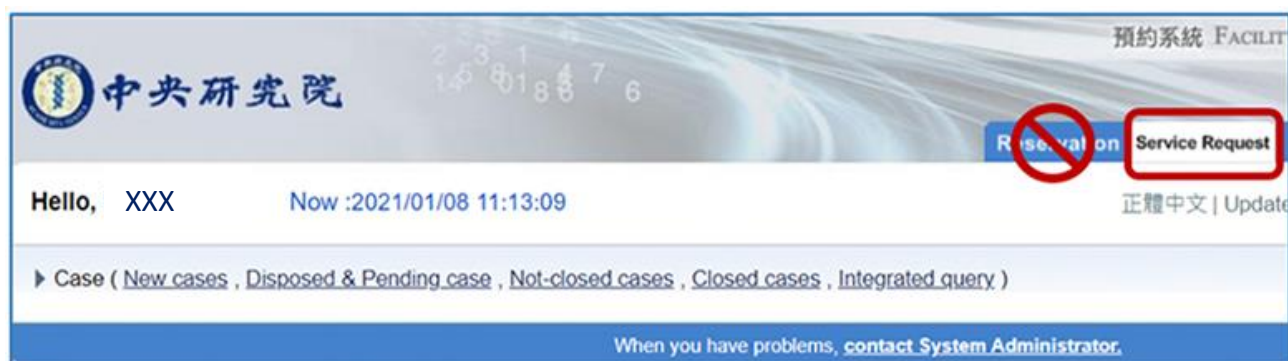 預約系統 FACILIT
中央研究院
Reservation Service Request
Hello, XXX Now :2021/01/08 11:13:09
正體中文 | Update
Case ( New cases , Disposed & Pending case , Not-closed cases , Closed cases , Integrated query )
When you have problems, contact System Administrator.